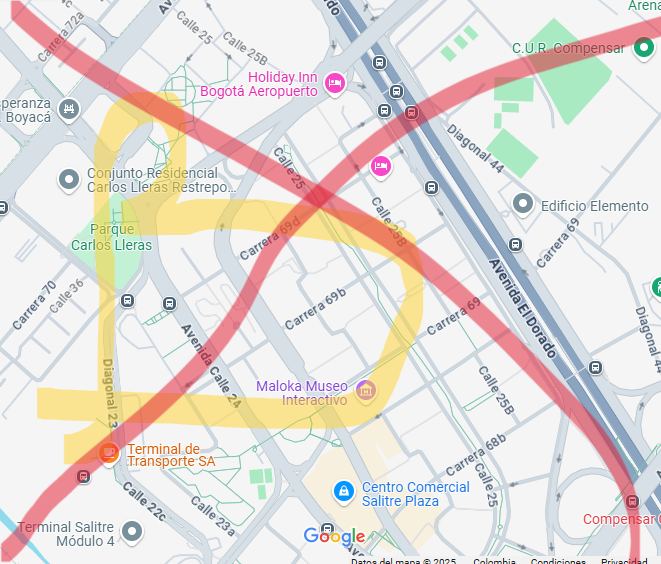 Arena
Carrera 72a
Calle 25
Calle 25B
C.U.R. Compensar
Holiday Inn
Bogotá Aeropuerto
speranza
. Boyacá
Diagonal 44
Calle 25
Conjunto Residencial
Carlos Lleras Restrepo...
Calle 25B
Edificio Elemento
Carrera 69
Parque
Carlos Lleras
Carrera 69d
Avenida El Dorado
Carrera 70
Calle 36
Carrera 69b
Carrera 69
Diagonal 44
Avenida Calle 24
Diagonal 23
Maloka Museo
Interactivo
Calle 25B
Carrera 68b
Terminal de
Transporte SA
Calle 25
Calle 22c
Calle 23a
Centro Comercial
Salitre Plaza
Terminal Salitre
Módulo 4
Compensar
Google
Datos del mapa © 2025 Colombia Condiciones Privacidad